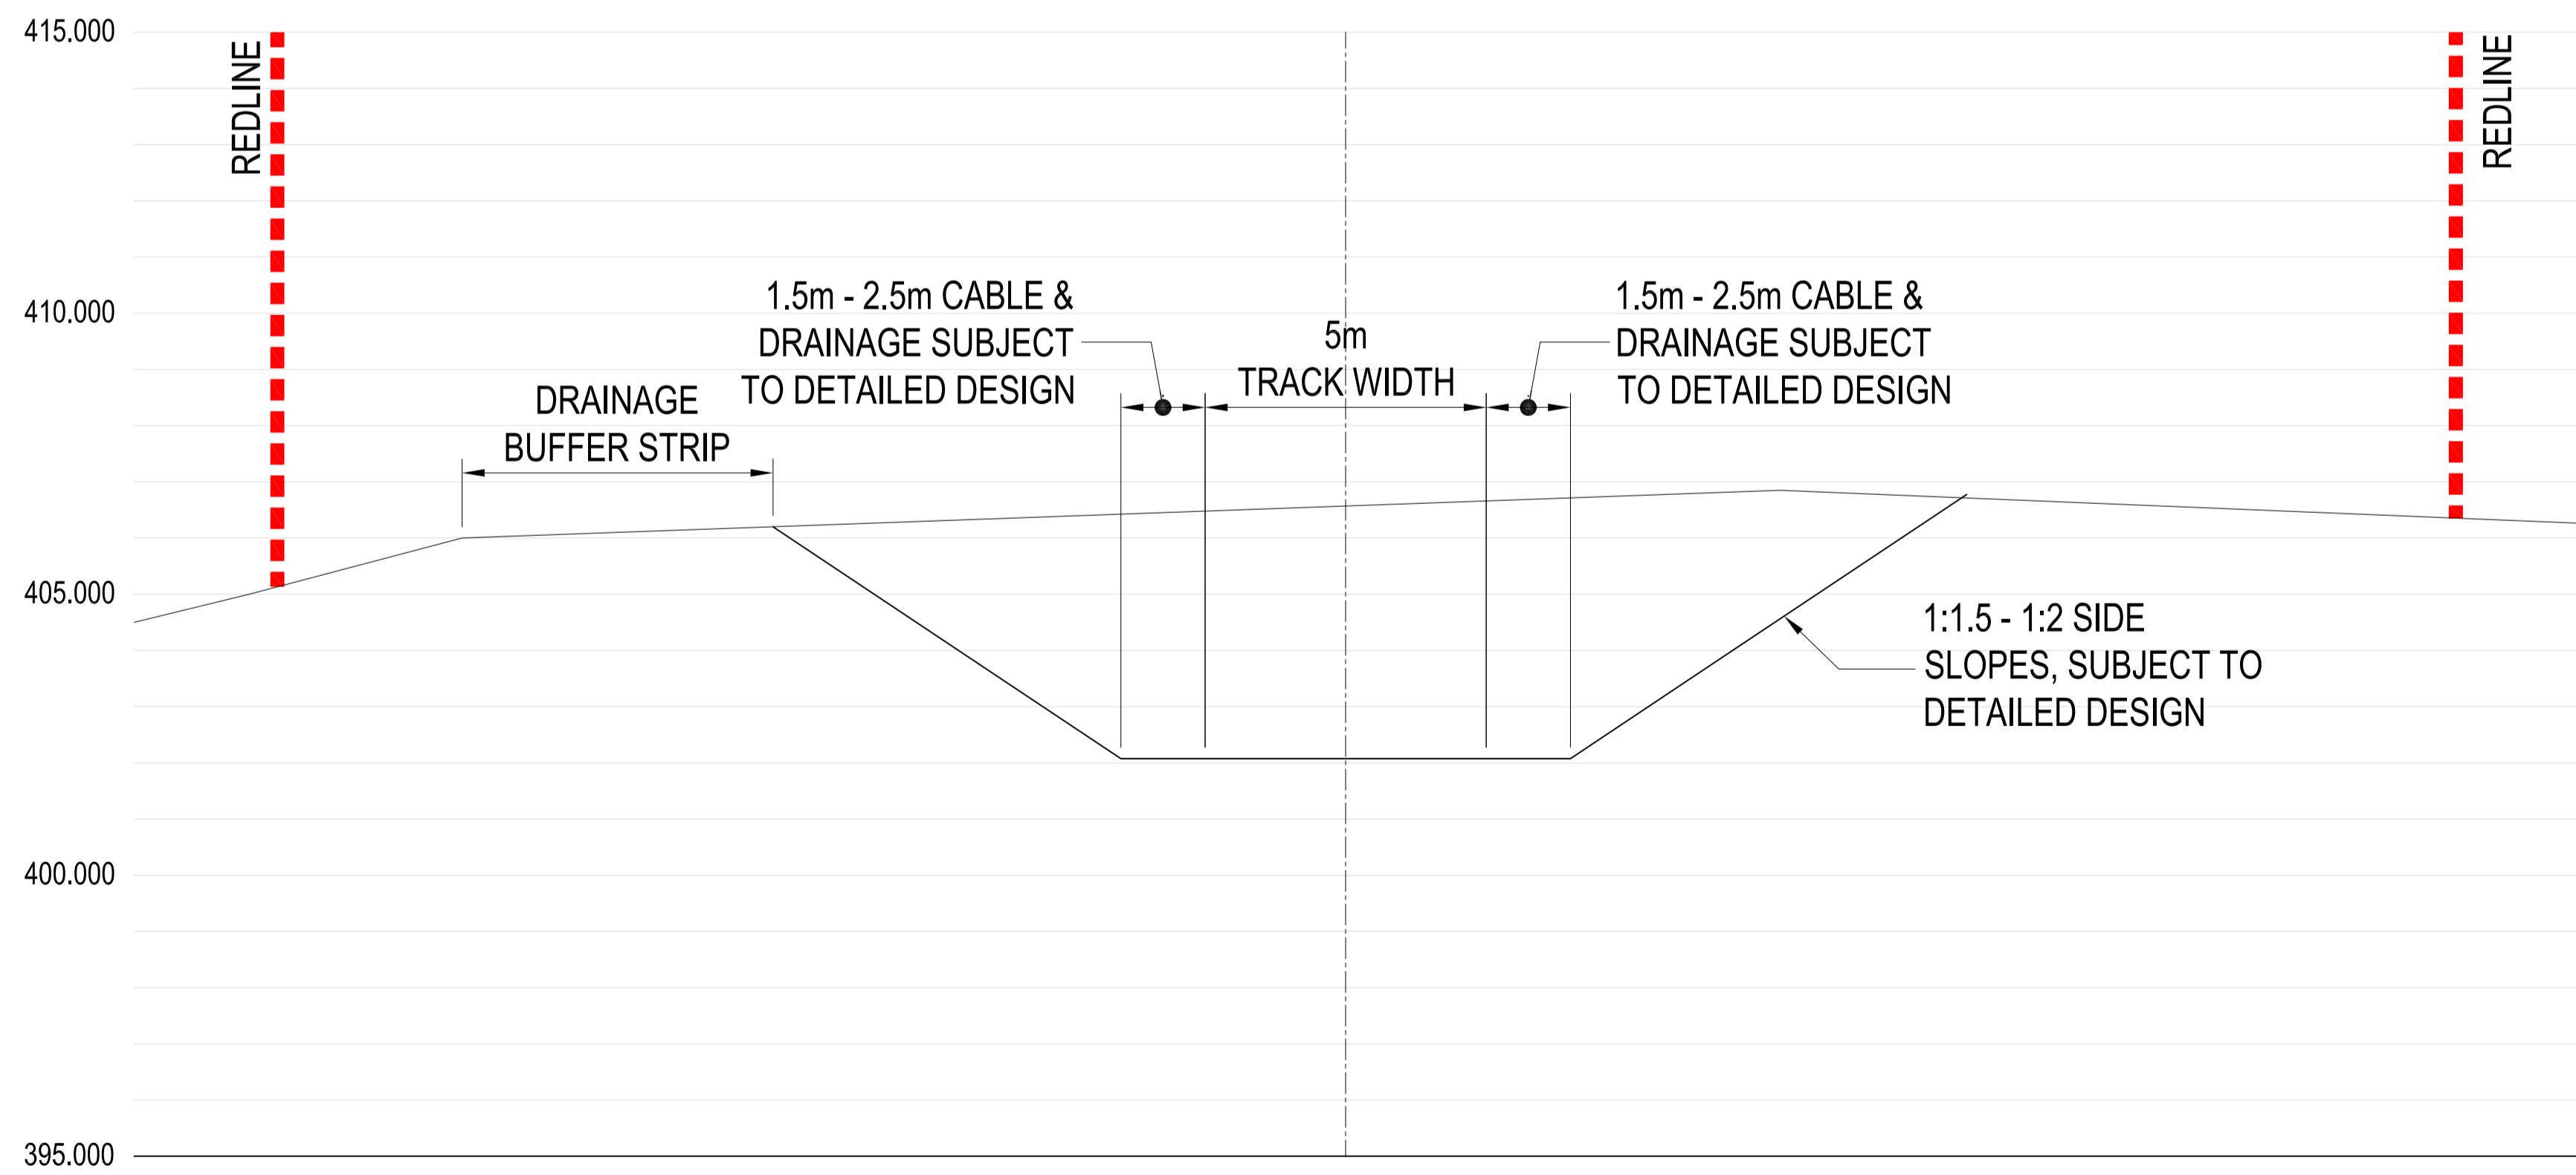 415.000
REDLINE
REDLINE
410.000
1.5m - 2.5m CABLE &
DRAINAGE SUBJECT
TO DETAILED DESIGN
5m
TRACK WIDTH
1.5m - 2.5m CABLE &
DRAINAGE SUBJECT
TO DETAILED DESIGN
DRAINAGE
BUFFER STRIP
405.000
1:1.5 - 1:2 SIDE
SLOPES, SUBJECT TO
DETAILED DESIGN
400.000
395.000